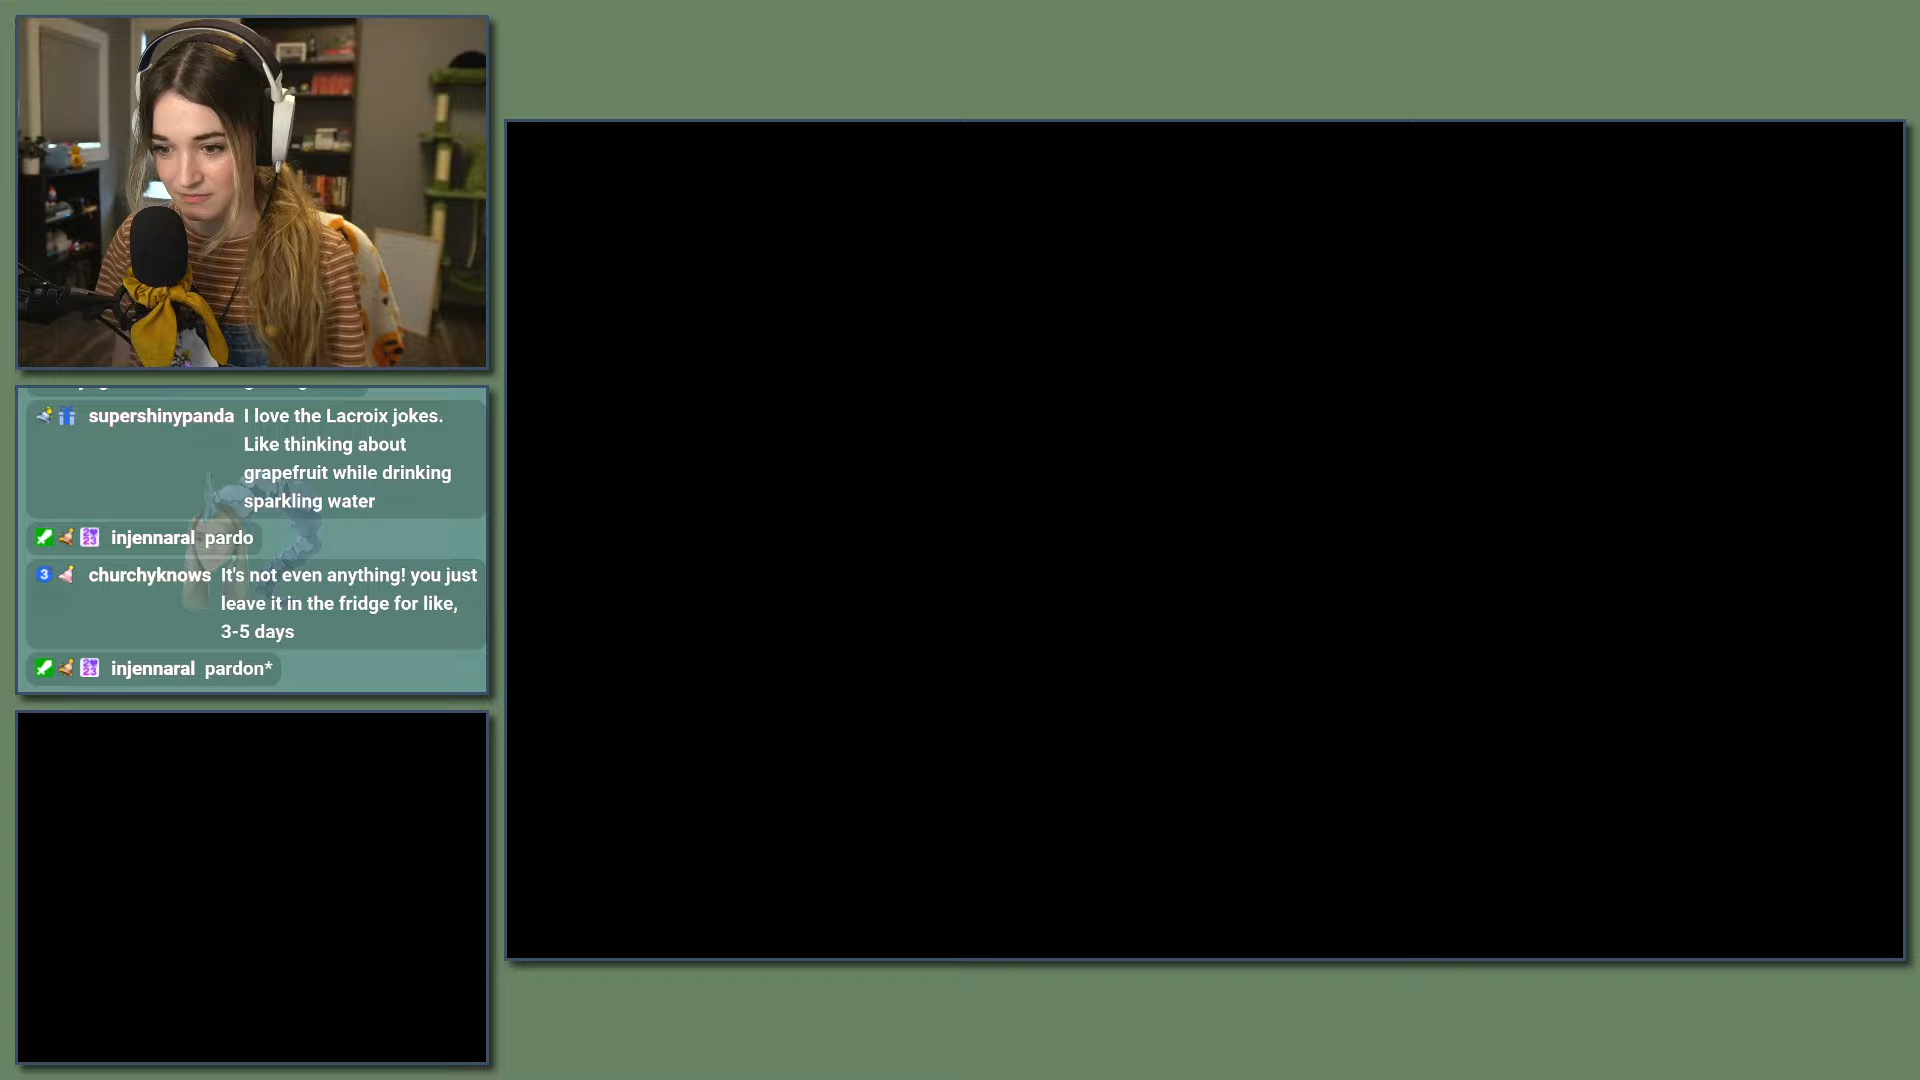 supershinypanda I love the Lacroix jokes.
Like thinking about
grapefruit while drinking
sparkling water
injennaral pardo
3 churchyknows It's not even anything! you just
leave it in the fridge for like,
3-5 days
injennaral pardon*